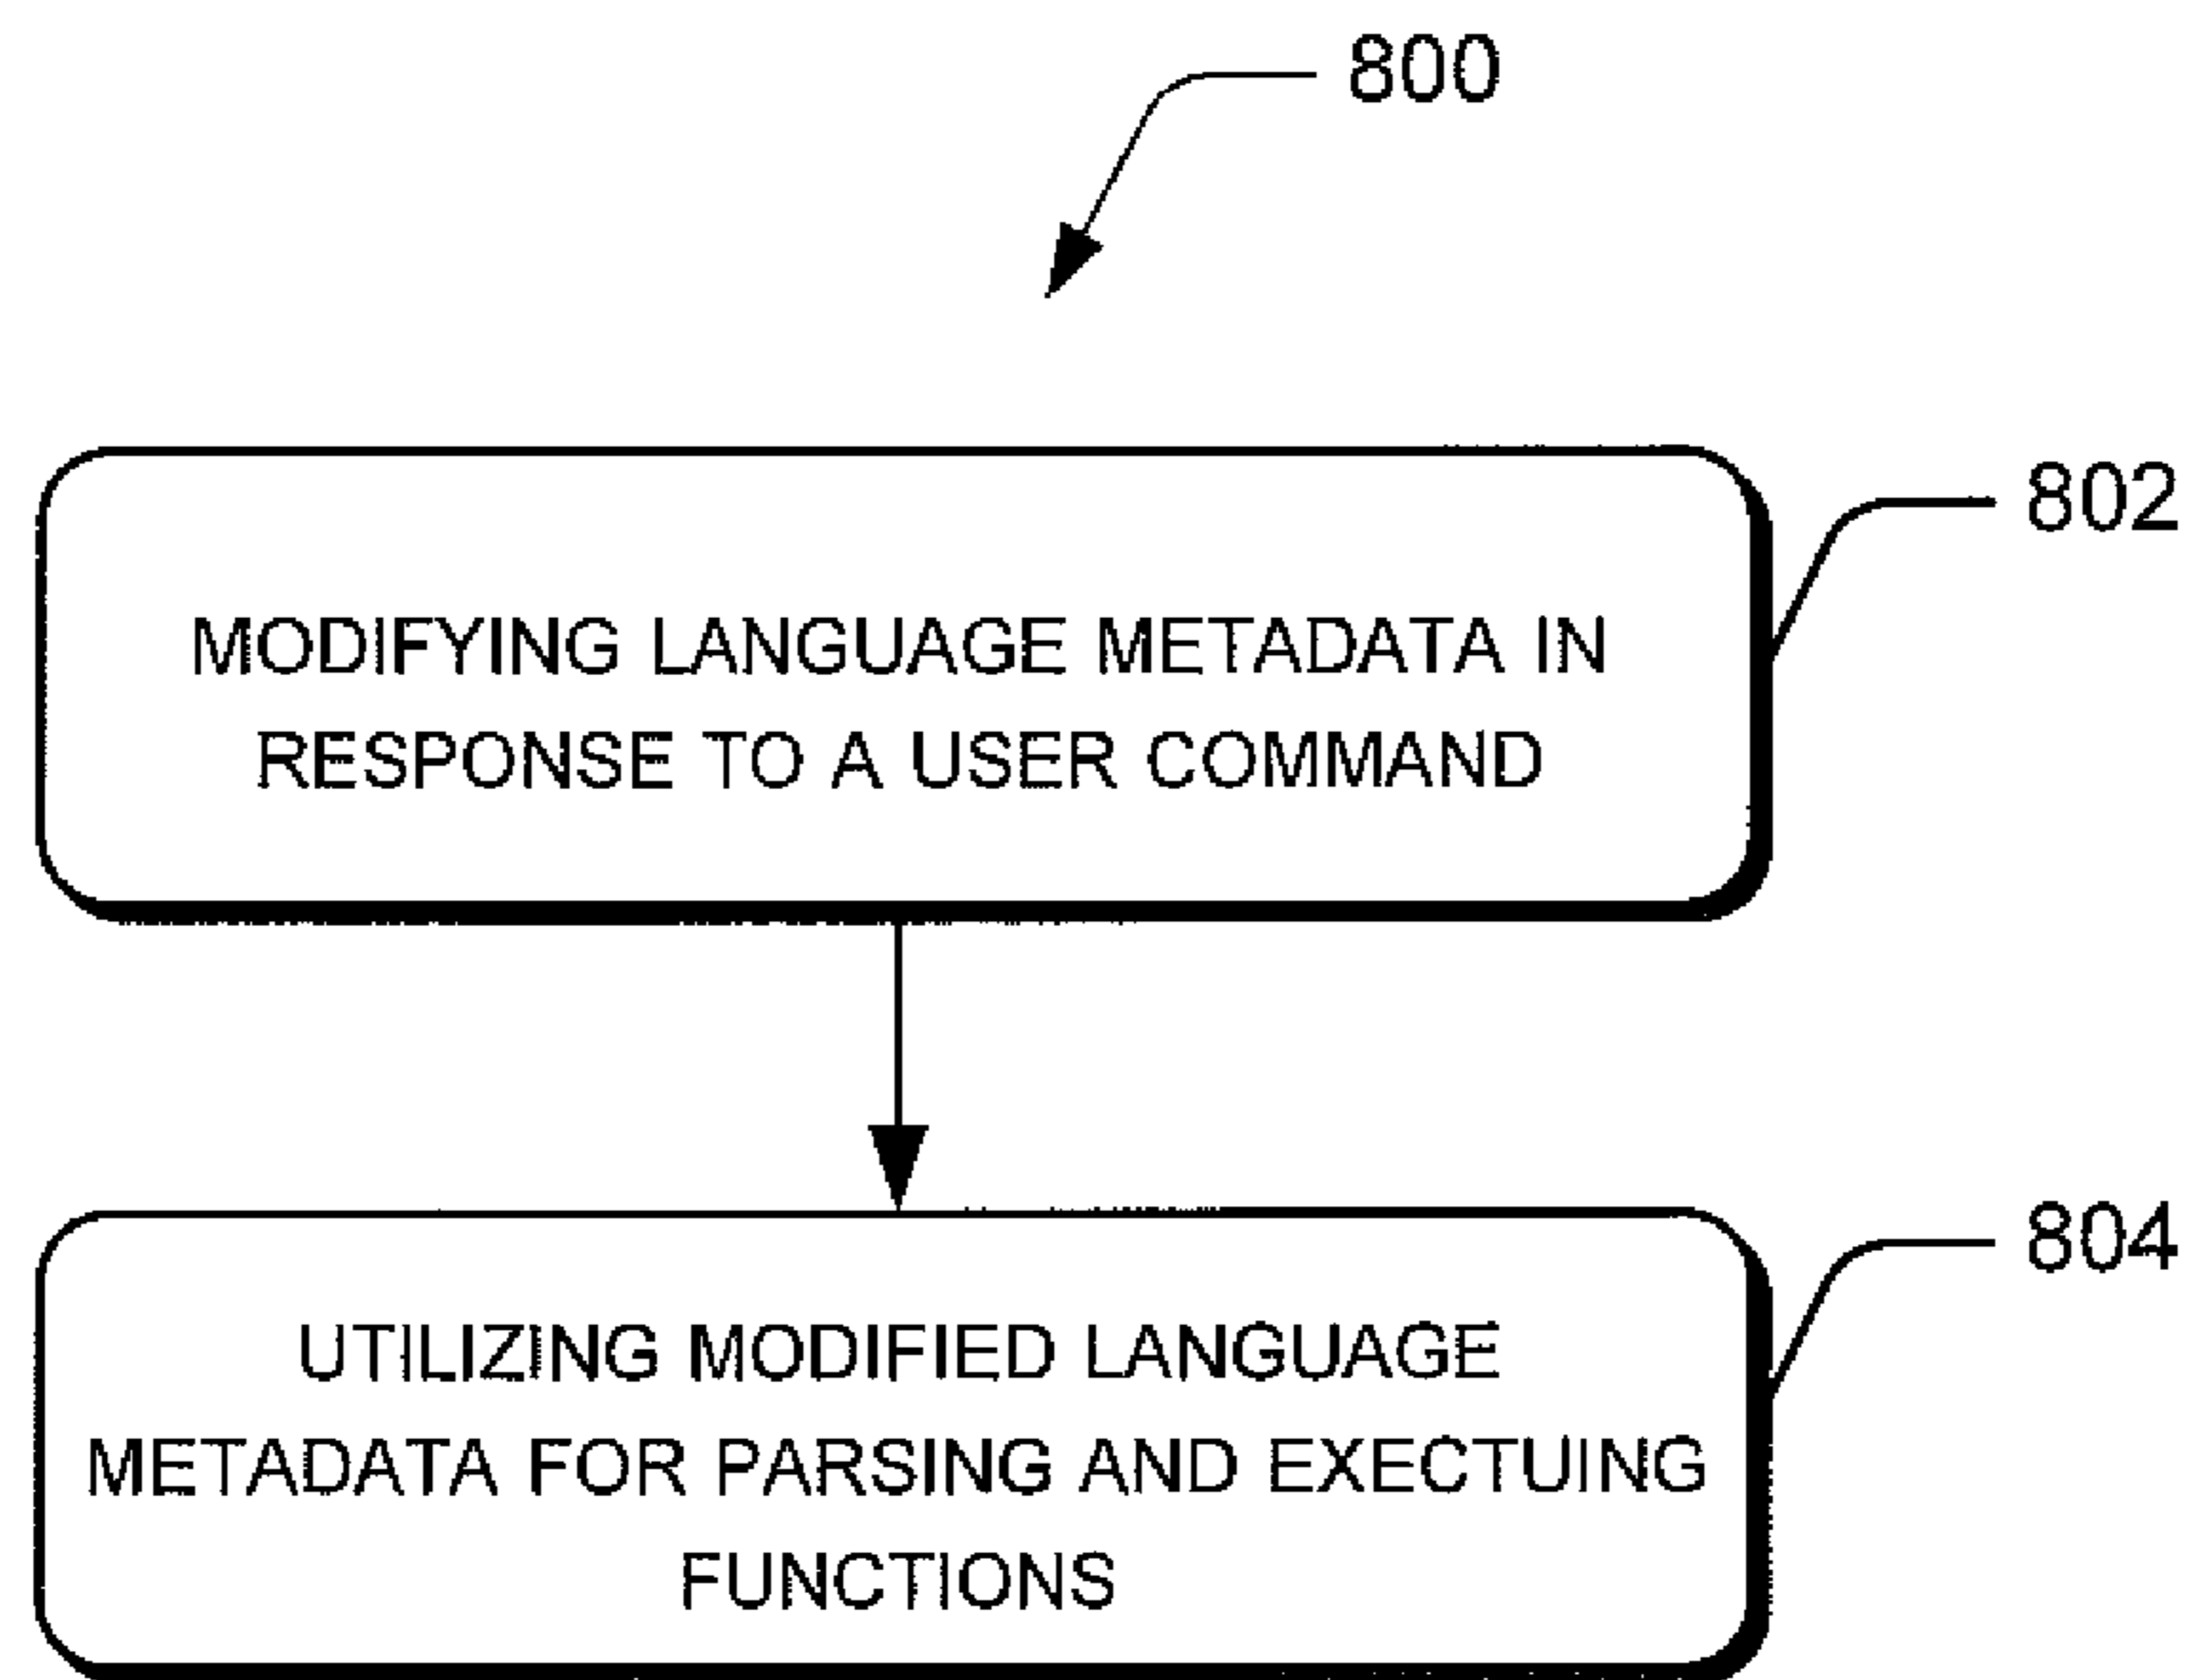 800
802
MODIFYING LANGUAGE METADATA IN
RESPONSE TO A USER COMMAND
804
UTILIZING MODIFIED LANGUAGE
METADATA FOR PARSING AND EXECTUING
FUNCTIONS